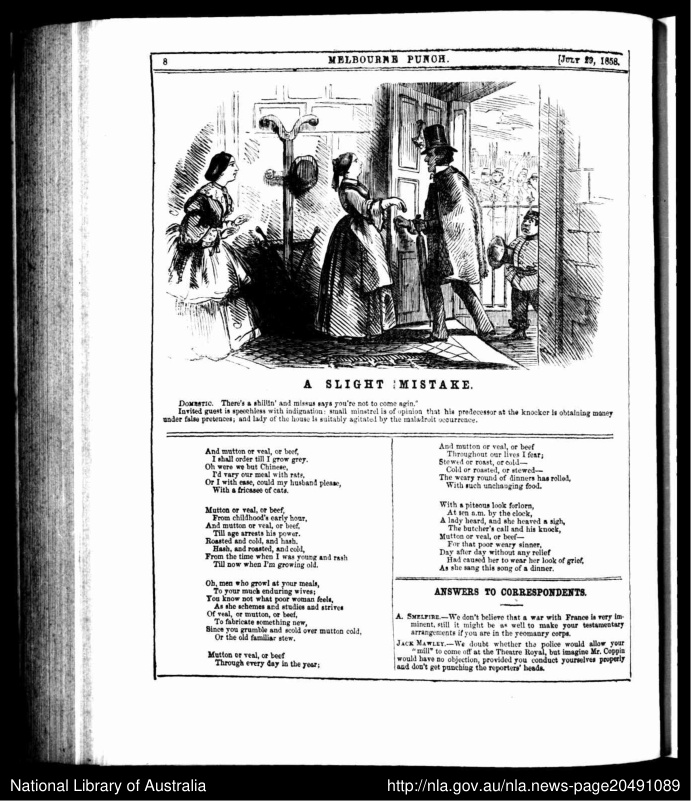 8
MELBOURNE PUNCH.
[JULY 29, 1858.
A SLIGHT MISTAKE.
DOMESTIC. There's a shillin' and missus says you're not to come agin."
Invited guest is speechless with indignation: small minstrel is of opinion that his predecessor at the knocker is obtaining money
under false pretences; and lady of the house is suitably agitated by the maladroit occurrence.
And mutton or veal, or beef,
I shall order till I grow grey.
Oh were we but Chinese,
I'd vary our meal with rats,
Or I with ease, could my husband please,
With a fricasee of cats.
Mutton or veal, or beef,
From childhood's early hour,
And mutton or veal, or beef,
Till age arrests his power.
Roasted and cold, and hash,
Hash, and roasted, and cold,
From the time when I was young and rash
Till now when I'm growing old.
Oh, men who growl at your meals,
To your much enduring wives;
You know not what poor woman feels,
As she schemes and studies and strives
Of veal, or mutton, or beef,
To fabricate something new,
Since you grumble and scold over mutton cold,
Or the old familiar stew.
Mutton or veal, or beef
Through every day in the year;
And mutton or veal, or beef
Throughout our lives I fear;
Stewed or roast, or cold—
Cold or roasted, or stewed—
The weary round of dinners has rolled,
With such unchanging food.
With a piteous look forlorn,
At ten a.m. by the clock,
A lady heard, and she heaved a sigh,
The butcher's call and his knock,
Mutton or veal, or beef—
For that poor weary sinner,
Day after day without any relief
Had caused her to wear her look of grief,
As she sang this song of a dinner.
ANSWERS TO CORRESPONDENTS.
A. SMELFIRE.—We don't believe that a war with France is very im-
minent, still it might be as well to make your testamentary
arrangements if you are in the yeomanry corps.
JACK MAWLEY.—We doubt whether the police would allow your
"mill" to come off at the Theatre Royal, but imagine Mr. Coppin
would have no objection, provided you conduct yourselves properly
and don't get punching the reporters' heads.
National Library of Australia
http://nla.gov.au/nla.news-page20491089